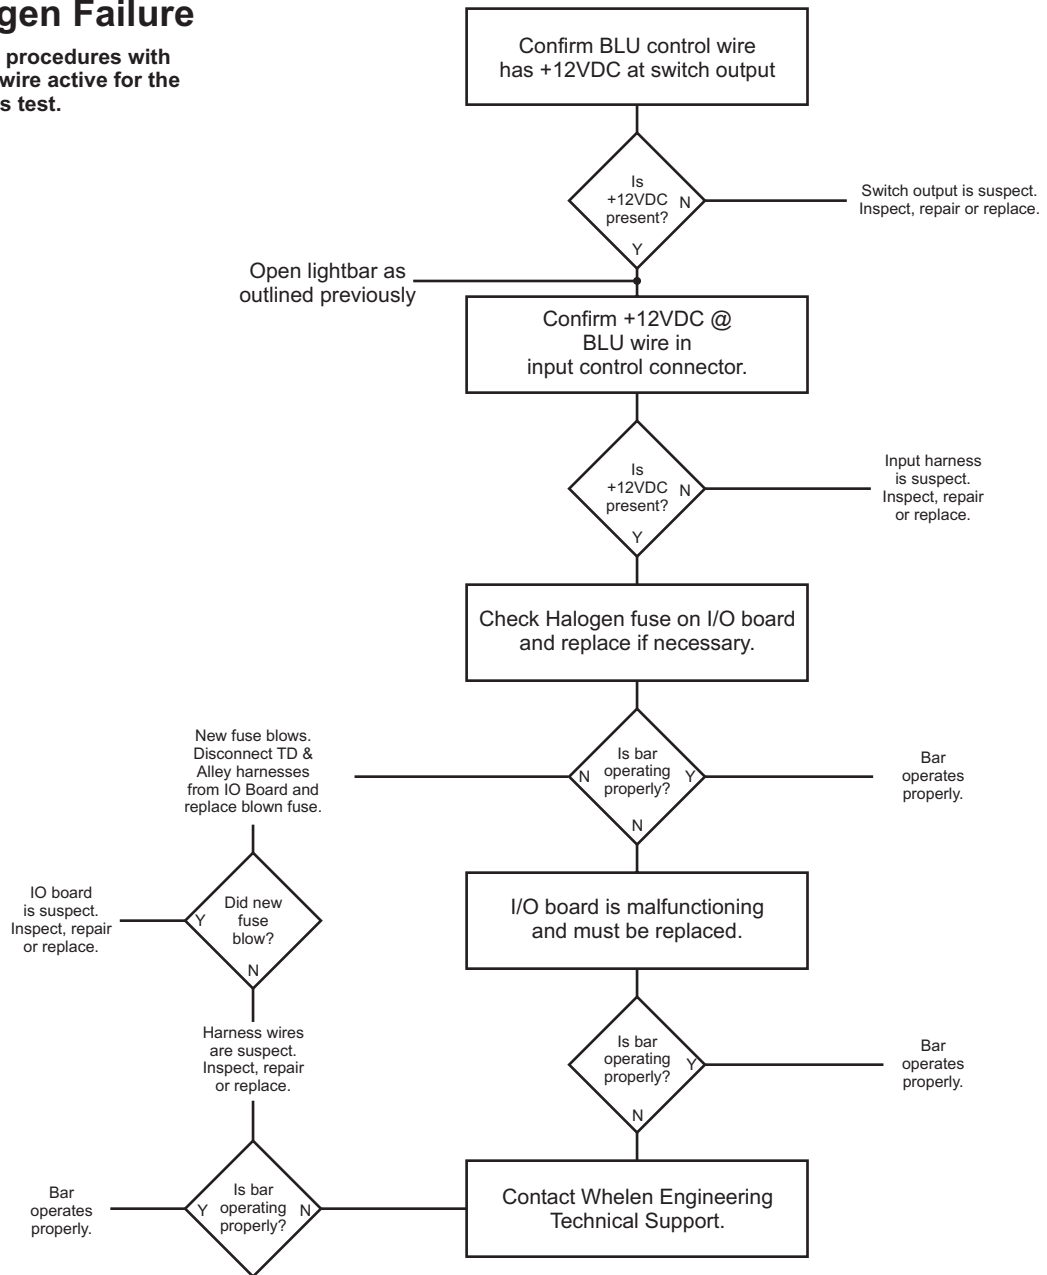 gen Failure
procedures with
wire active for the
s test.
Confirm BLU control wire
has +12VDC at switch output
Is
+12VDC
present?
N
Y
Switch output is suspect.
Inspect, repair or replace.
Open lightbar as
outlined previously
Confirm +12VDC @
BLU wire in
input control connector.
Is
+12VDC
present?
N
Y
Input harness
is suspect.
Inspect, repair
or replace.
Check Halogen fuse on I/O board
and replace if necessary.
New fuse blows.
Disconnect TD &
Alley harnesses
from IO Board and
replace blown fuse.
N
Is bar
operating
properly?
Y
N
Bar
operates
properly.
IO board
is suspect.
Inspect, repair
or replace.
Y
Did new
fuse
blow?
N
I/O board is malfunctioning
and must be replaced.
Harness wires
are suspect.
Inspect, repair
or replace.
Is bar
operating
properly?
Y
N
Bar
operates
properly.
Bar
operates
properly.
Y
Is bar
operating
properly?
N
Contact Whelen Engineering
Technical Support.